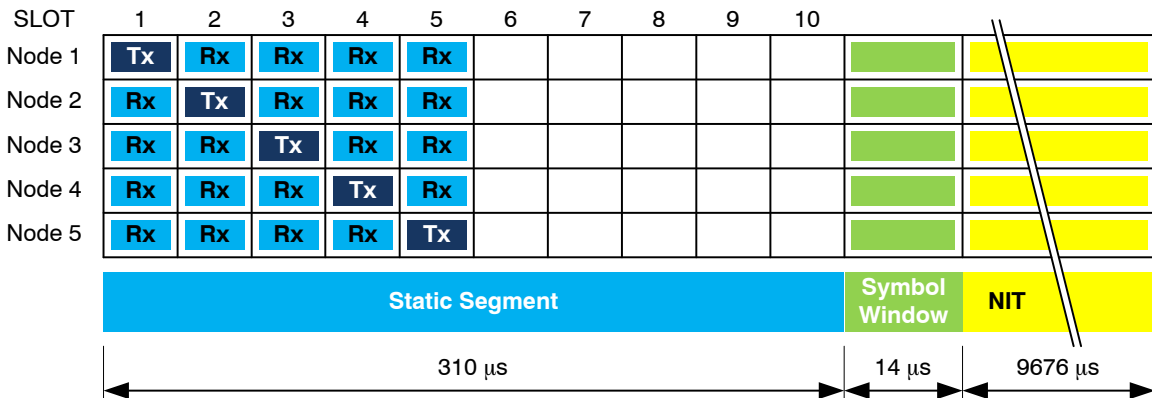 SLOT 1 2 3 4 5 6 7 8 9 10
Node 1 Tx Rx Rx Rx Rx
Node 2 Rx Tx Rx Rx Rx
Node 3 Rx Rx Tx Rx Rx
Node 4 Rx Rx Rx Tx Rx
Node 5 Rx Rx Rx Rx Tx
Static Segment
Symbol
Window
NIT
310 μs 14 μs 9676 μs